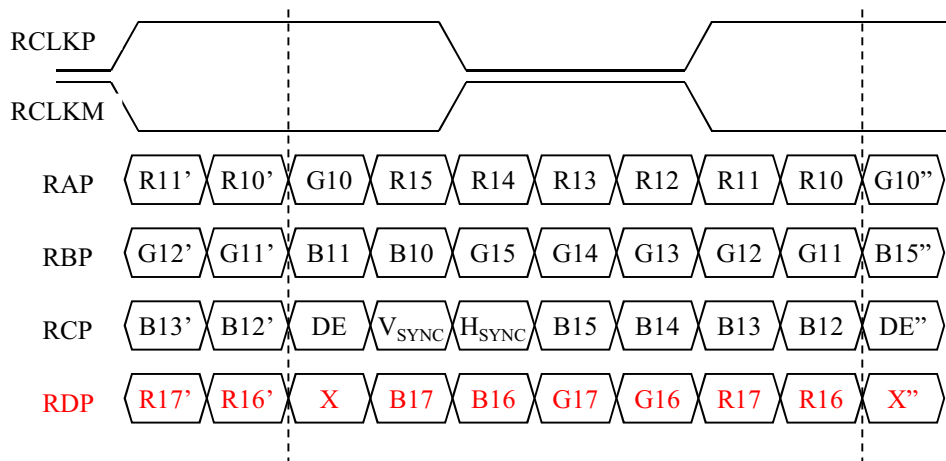 RCLKP
RCLKM
RAP R11’ R10’ G10 R15 R14 R13 R12 R11 R10 G10”
RBP G12’ G11’ B11 B10 G15 G14 G13 G12 G11 B15”
RCP B13’ B12’ DE VSYNC HSYNC B15 B14 B13 B12 DE”
RDP R17’ R16’ X B17 B16 G17 G16 R17 R16 X”